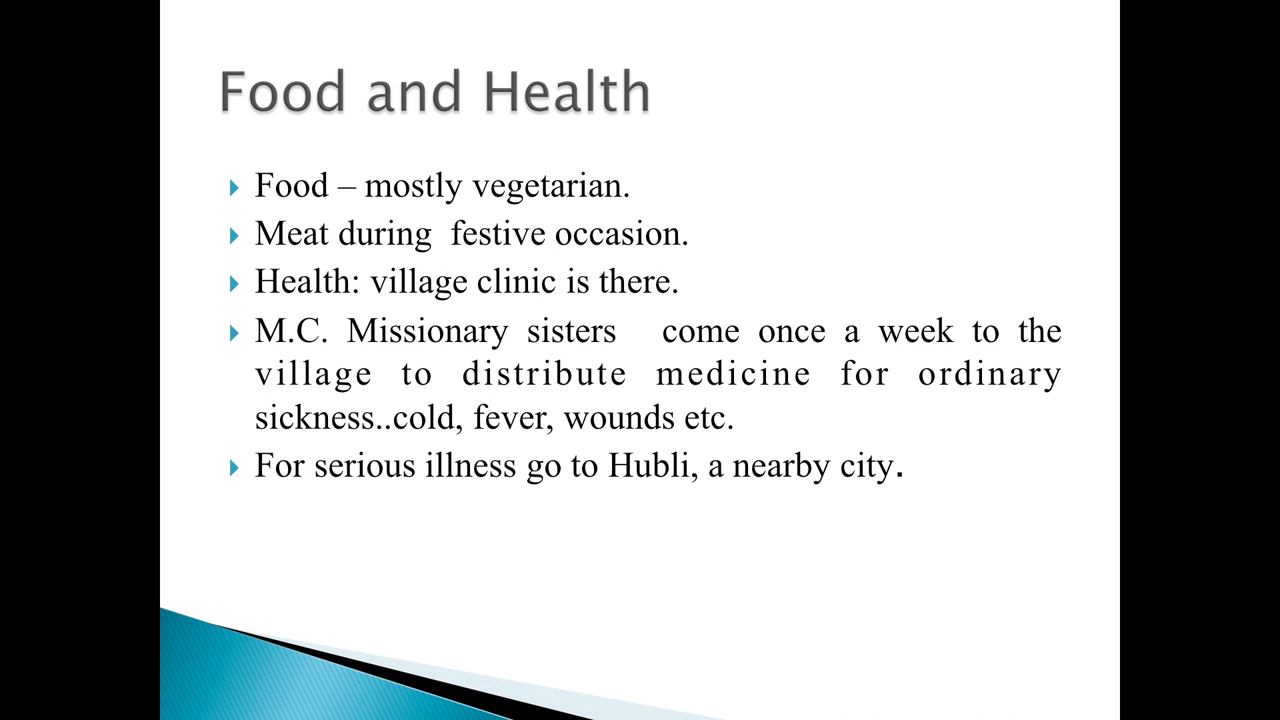 Food and Health
Food – mostly vegetarian.
Meat during  festive occasion.
Health: village clinic is there.
M.C. Missionary sisters  come once a week to the
village to distribute medicine for ordinary
sickness..cold, fever, wounds etc.
For serious illness go to Hubli, a nearby city.